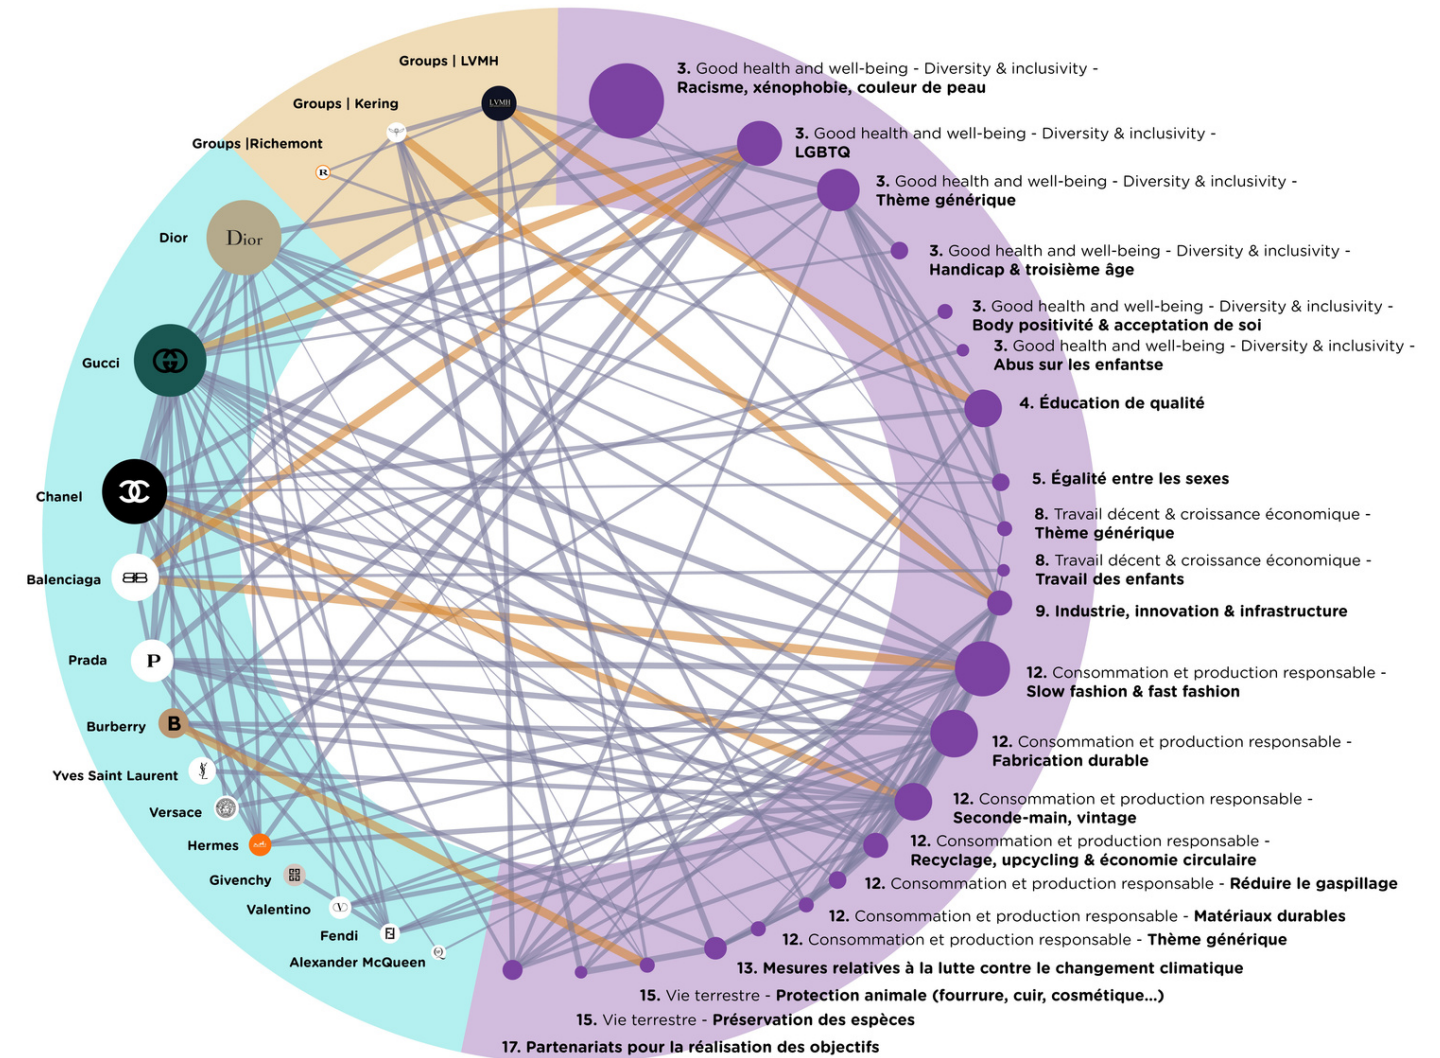 Groups | LVMH
LVMH
Groups | Kering
Groups |Richemont
R
Dior
Dior
Gucci
Chanel
Balenciaga
BB
Prada
P
Burberry
B
Yves Saint Laurent
YSL
Versace
Hermes
Givenchy
Valentino
V
Fendi
Alexander McQueen
Q
3. Good health and well-being - Diversity & inclusivity -
Racisme, xénophobie, couleur de peau
3. Good health and well-being - Diversity & inclusivity -
LGBTQ
3. Good health and well-being - Diversity & inclusivity -
Thème générique
3. Good health and well-being - Diversity & inclusivity -
Handicap & troisième âge
3. Good health and well-being - Diversity & inclusivity -
Body positivité & acceptation de soi
3. Good health and well-being - Diversity & inclusivity -
Abus sur les enfantse
4. Éducation de qualité
5. Égalité entre les sexes
8. Travail décent & croissance économique -
Thème générique
8. Travail décent & croissance économique -
Travail des enfants
9. Industrie, innovation & infrastructure
12. Consommation et production responsable -
Slow fashion & fast fashion
12. Consommation et production responsable -
Fabrication durable
12. Consommation et production responsable -
Seconde-main, vintage
12. Consommation et production responsable -
Recyclage, upcycling & économie circulaire
12. Consommation et production responsable - Réduire le gaspillage
12. Consommation et production responsable - Matériaux durables
12. Consommation et production responsable - Thème générique
13. Mesures relatives à la lutte contre le changement climatique
15. Vie terrestre - Protection animale (fourrure, cuir, cosmétique...)
15. Vie terrestre - Préservation des espèces
17. Partenariats pour la réalisation des objectifs